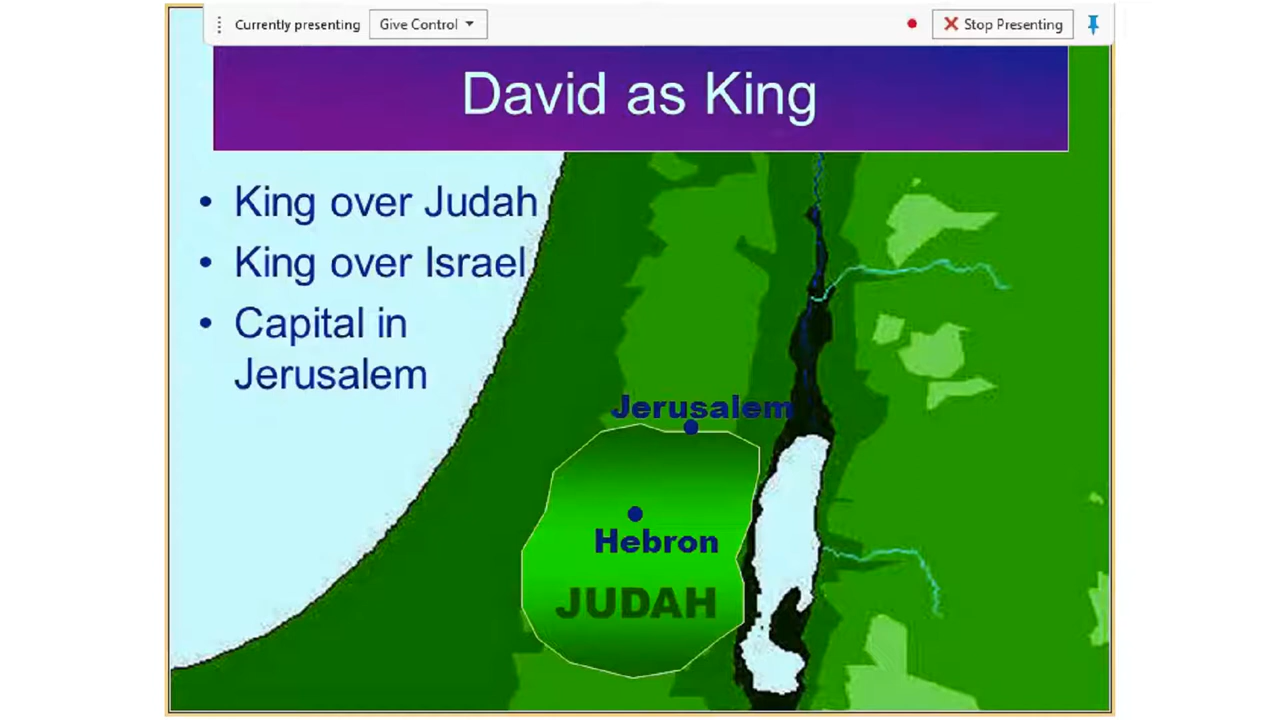 Currently presenting
Give Control
Stop Presenting
David as King
• King over Judah
• King over Israel
• Capital in
Jerusalem
Jerusalem
Hebron
JUDAH